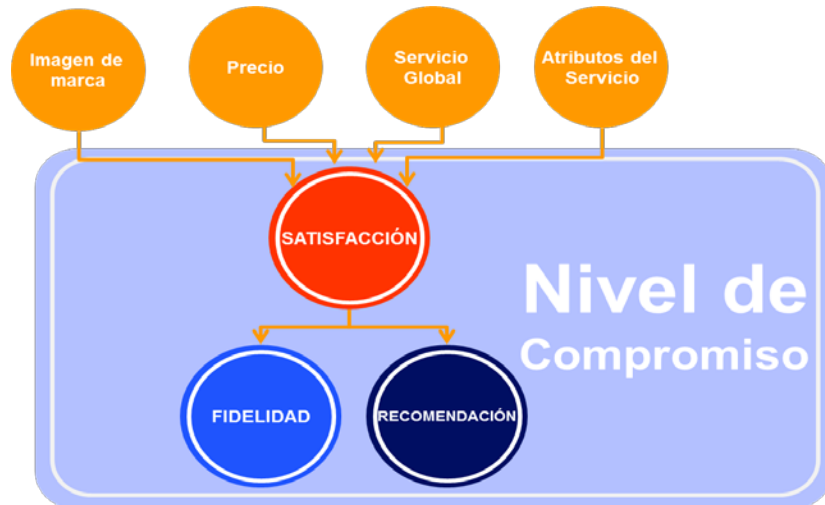 Imagen de
marca
Precio
Servicio
Global
Atributos del
Servicio
SATISFACCIÓN
Nivel de
Compromiso
FIDELIDAD
RECOMENDACIÓN